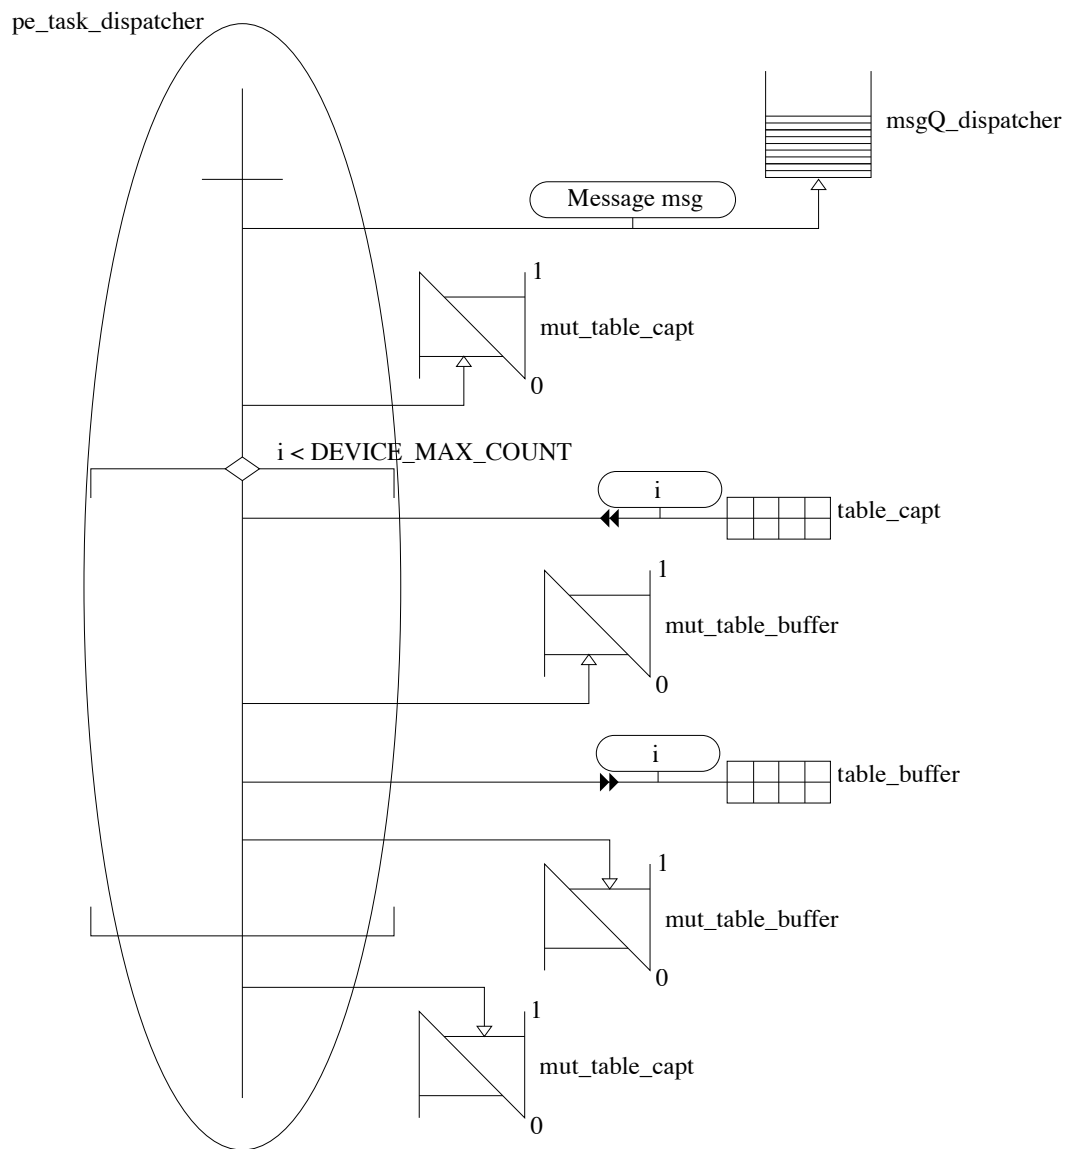 pe_task_dispatcher
msgQ_dispatcher
Message msg
1
mut_table_capt
0
i < DEVICE_MAX_COUNT
i
table_capt
1
mut_table_buffer
0
i
table_buffer
1
mut_table_buffer
0
1
mut_table_capt
0